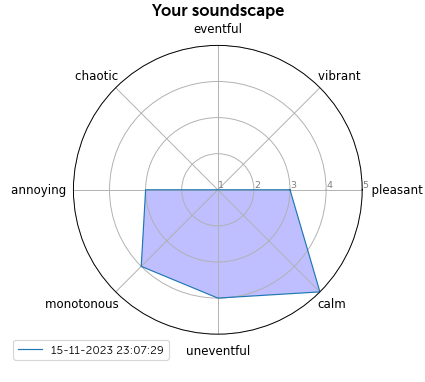 Your soundscape
eventful
chaotic
vibrant
annoying
1 2 3 4 5
pleasant
monotonous
calm
uneventful
15-11-2023 23:07:29